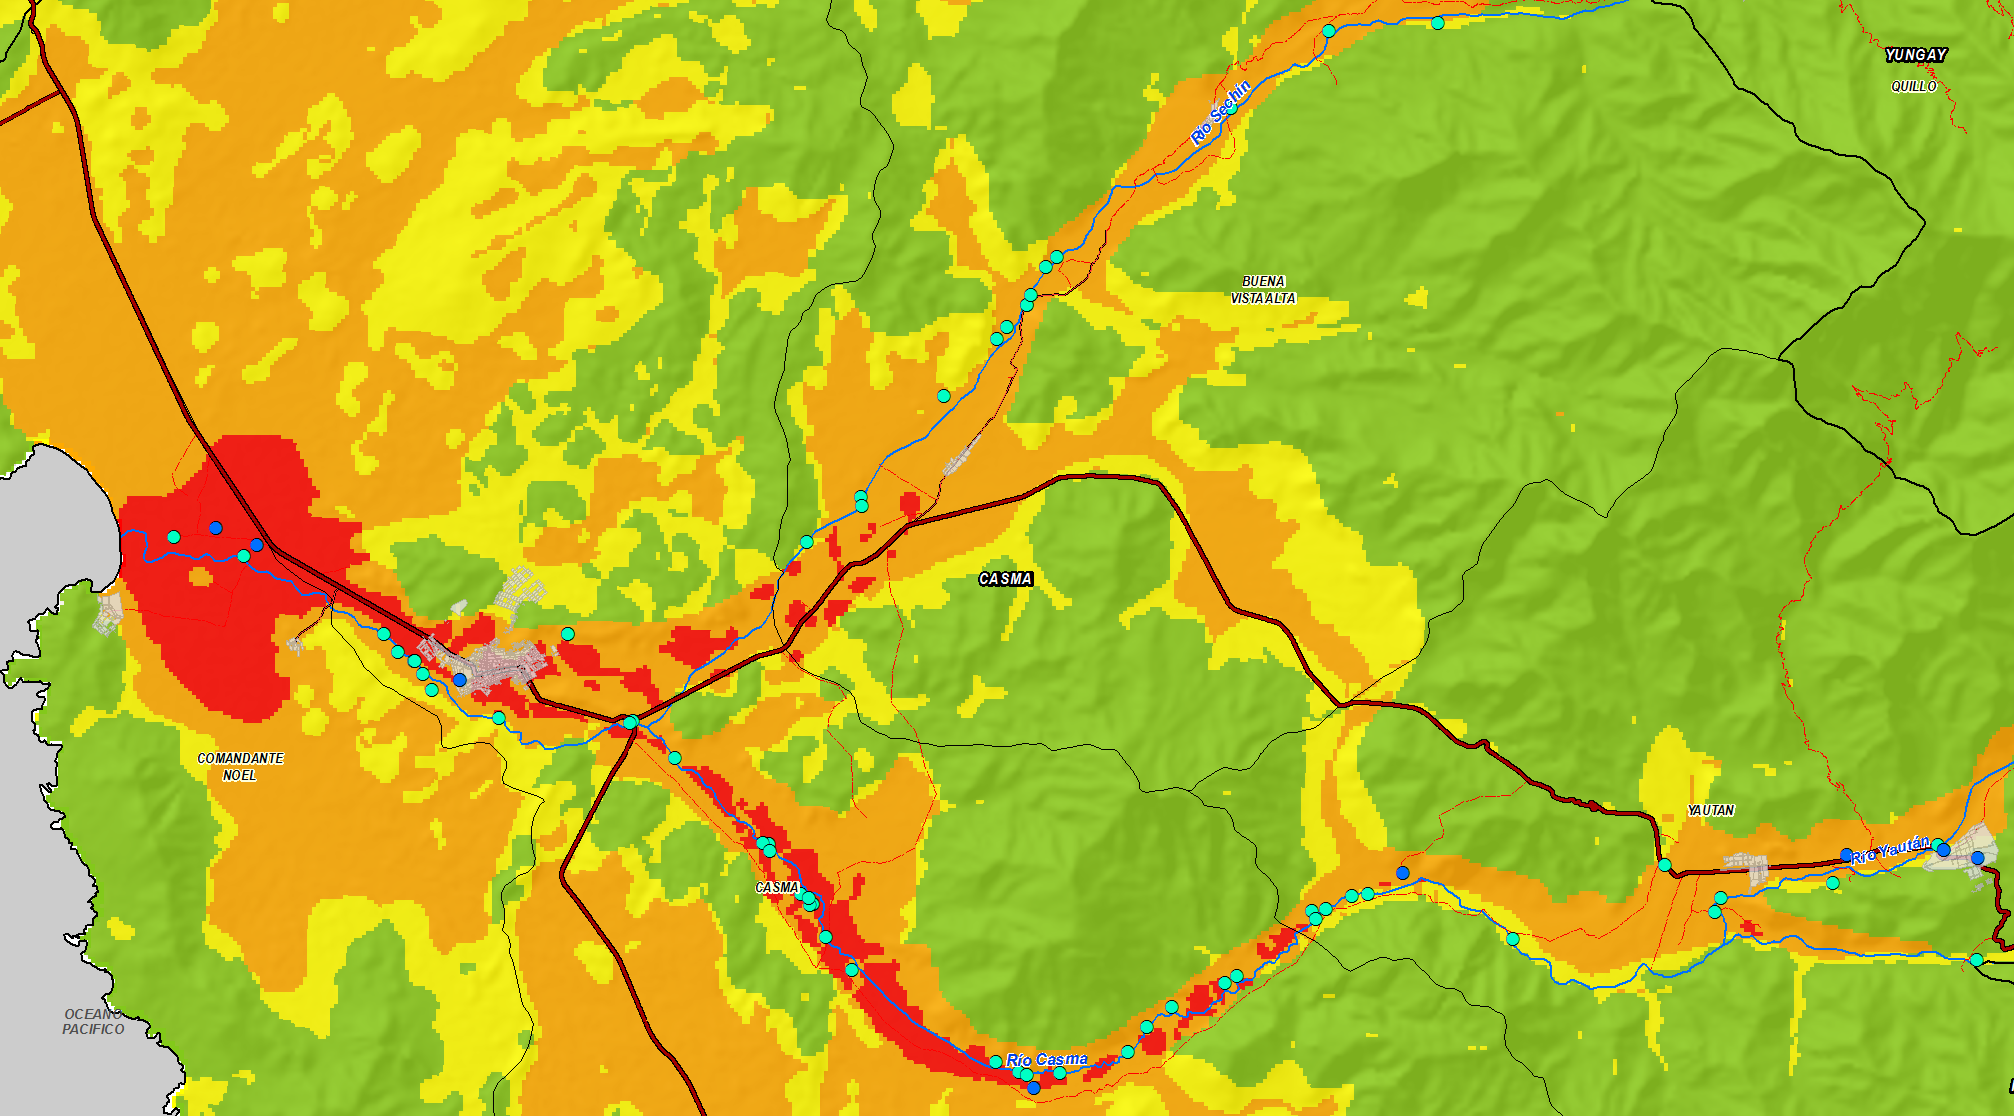 YUNGAY
QUILLO
Río Sechín
BUENA
VISTA ALTA
CASMA
COMANDANTE
NOEL
YAUTAN
Río Yaután
CASMA
OCEANO
PACIFICO
Río Casma